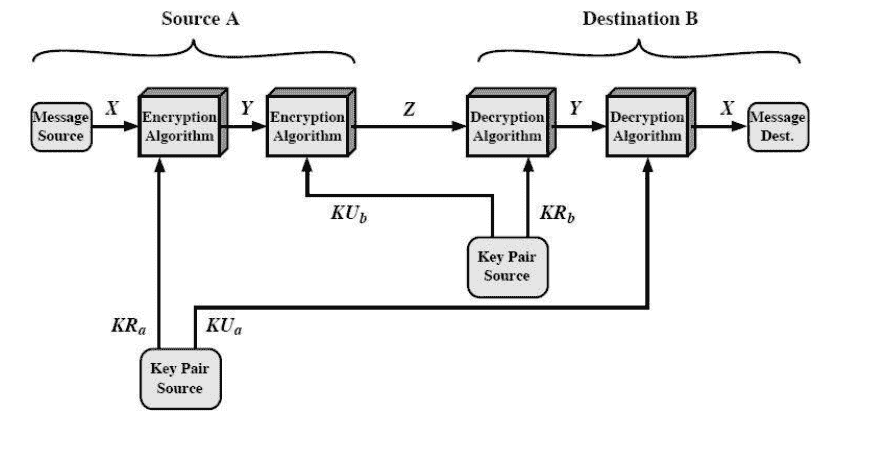 Source A
Destination B
Message
Source
X
Encryption
Algorithm
Y
Encryption
Algorithm
Z
Decryption
Algorithm
Y
Decryption
Algorithm
X
Message
Dest.
KUb
KRb
Key Pair
Source
KRa
KUa
Key Pair
Source